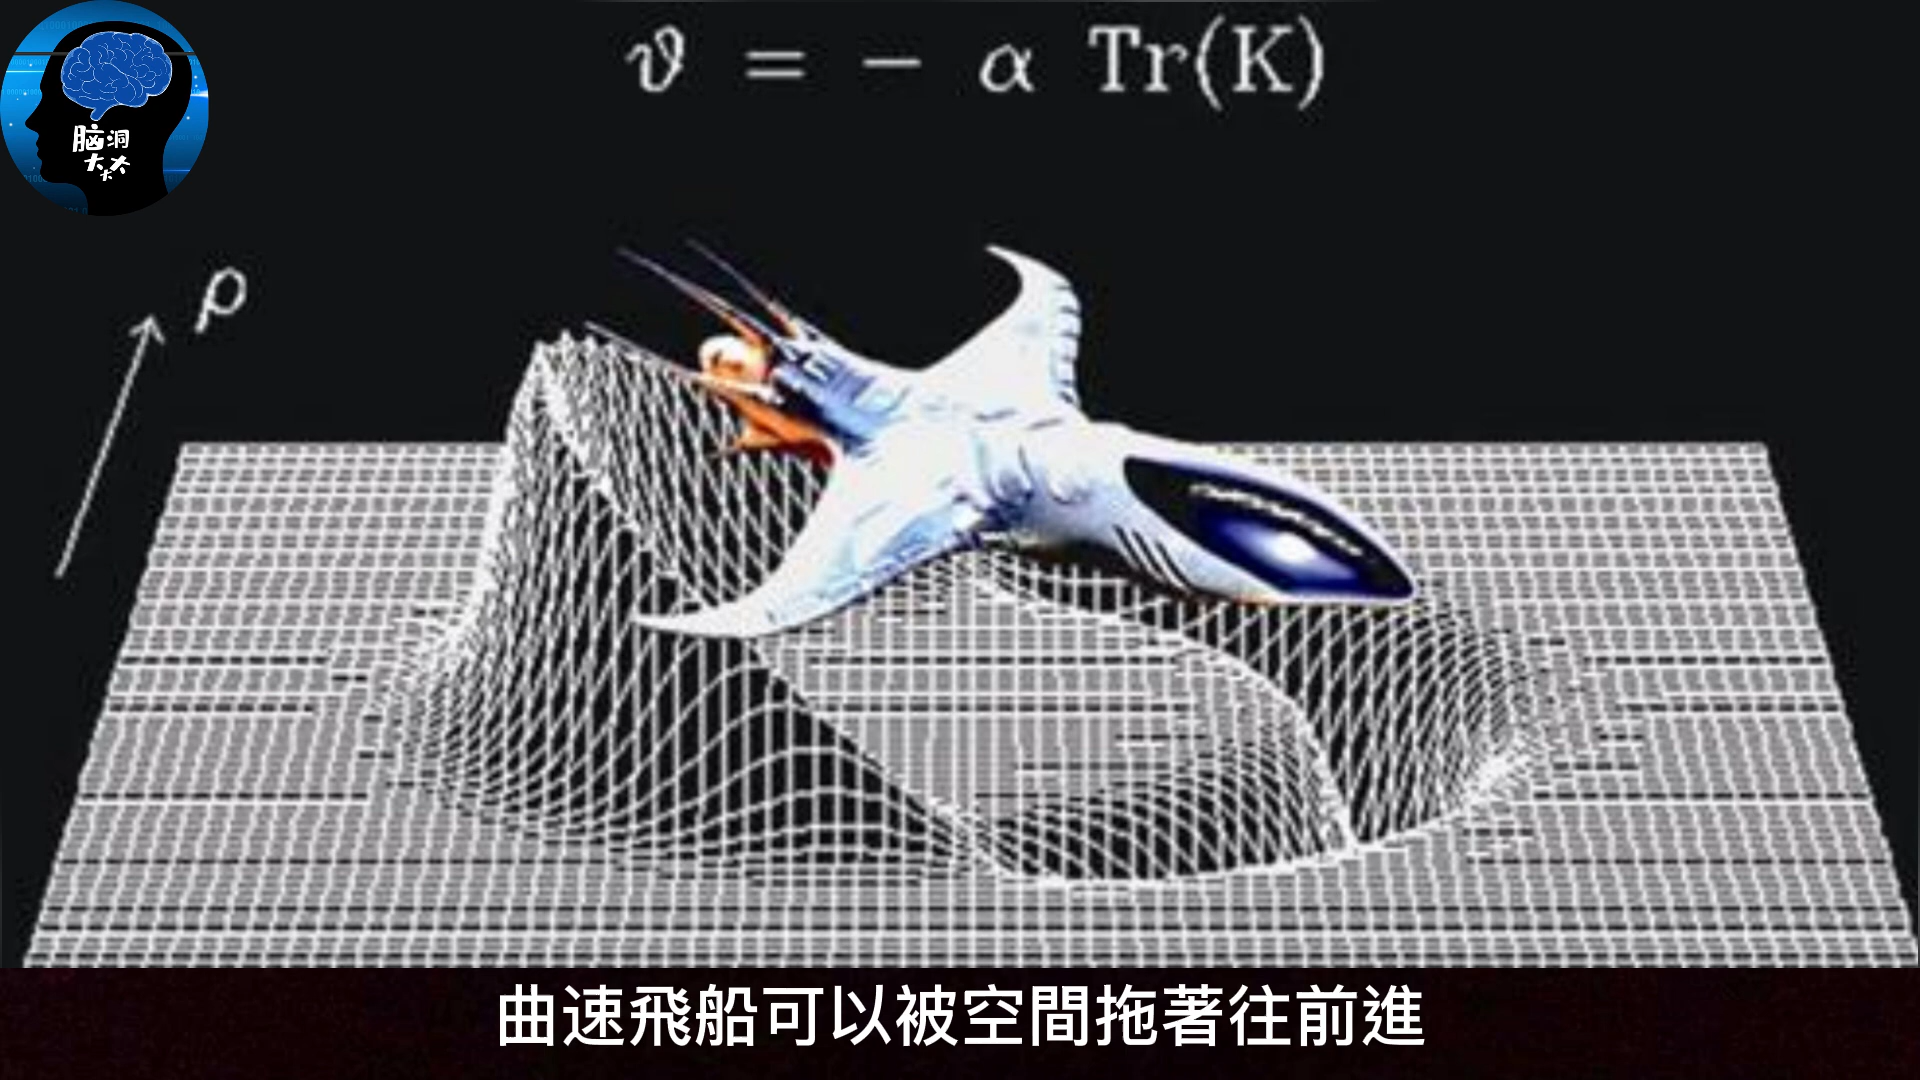 ϑ = − α Tr(K)
脑洞
大大大
ρ
曲速飛船可以被空間拖著往前進